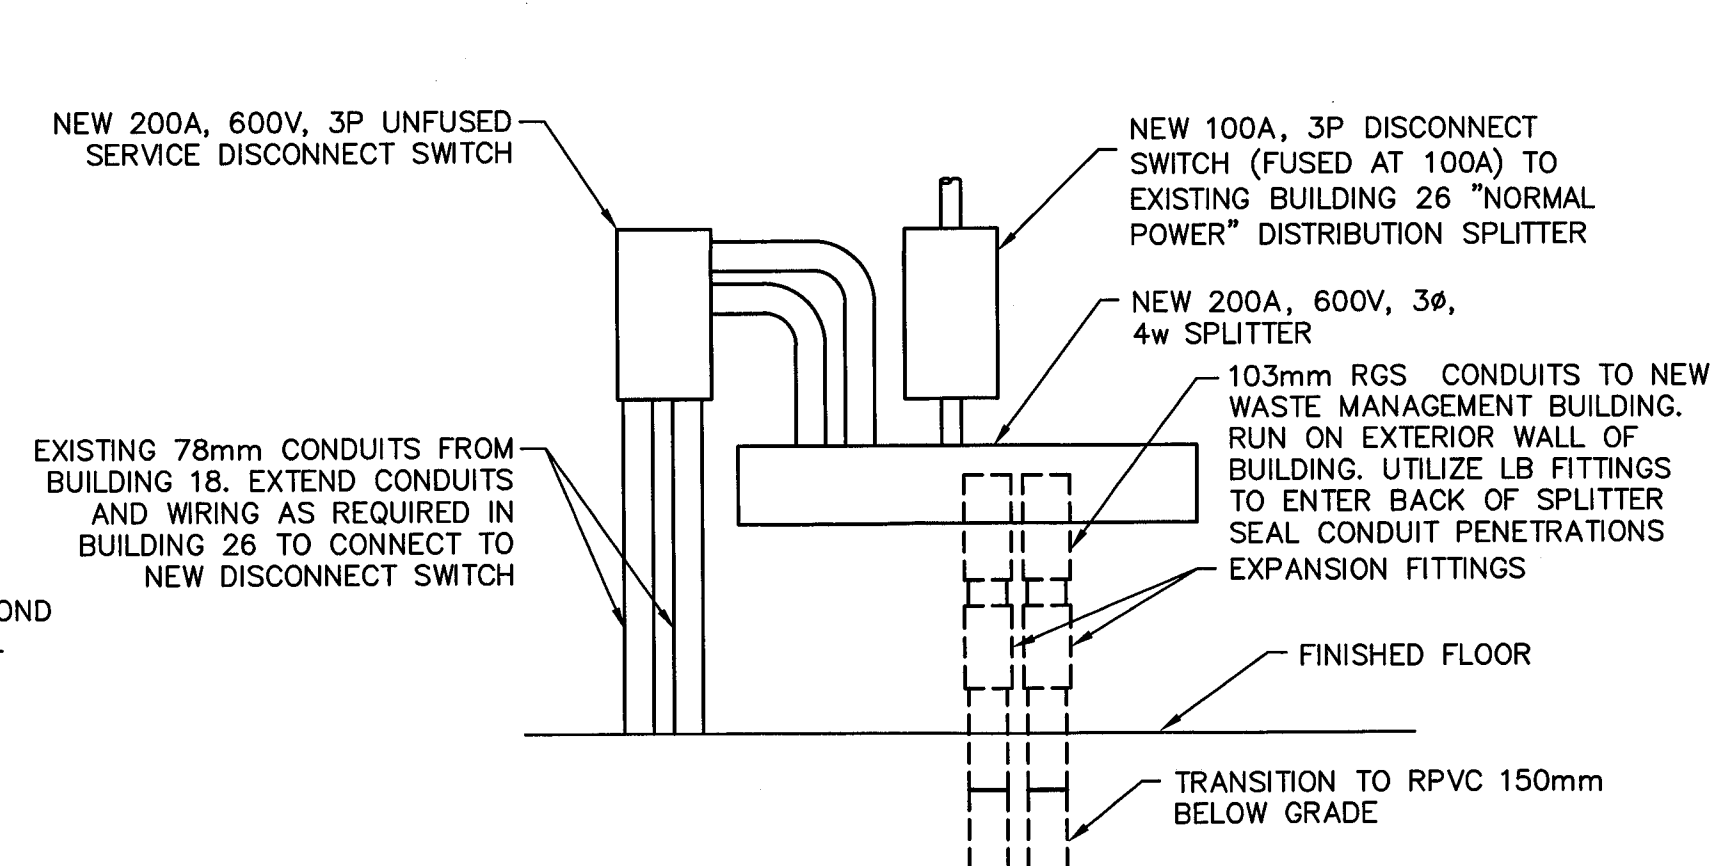 NEW 200A, 600V, 3P UNFUSED
SERVICE DISCONNECT SWITCH
NEW 100A, 3P DISCONNECT
SWITCH (FUSED AT 100A) TO
EXISTING BUILDING 26 "NORMAL
POWER" DISTRIBUTION SPLITTER
NEW 200A, 600V, 3ø,
4w SPLITTER
103mm RGS CONDUITS TO NEW
WASTE MANAGEMENT BUILDING.
RUN ON EXTERIOR WALL OF
BUILDING. UTILIZE LB FITTINGS
TO ENTER BACK OF SPLITTER
SEAL CONDUIT PENETRATIONS
EXPANSION FITTINGS
EXISTING 78mm CONDUITS FROM
BUILDING 18. EXTEND CONDUITS
AND WIRING AS REQUIRED IN
BUILDING 26 TO CONNECT TO
NEW DISCONNECT SWITCH
OND
FINISHED FLOOR
TRANSITION TO RPVC 150mm
BELOW GRADE